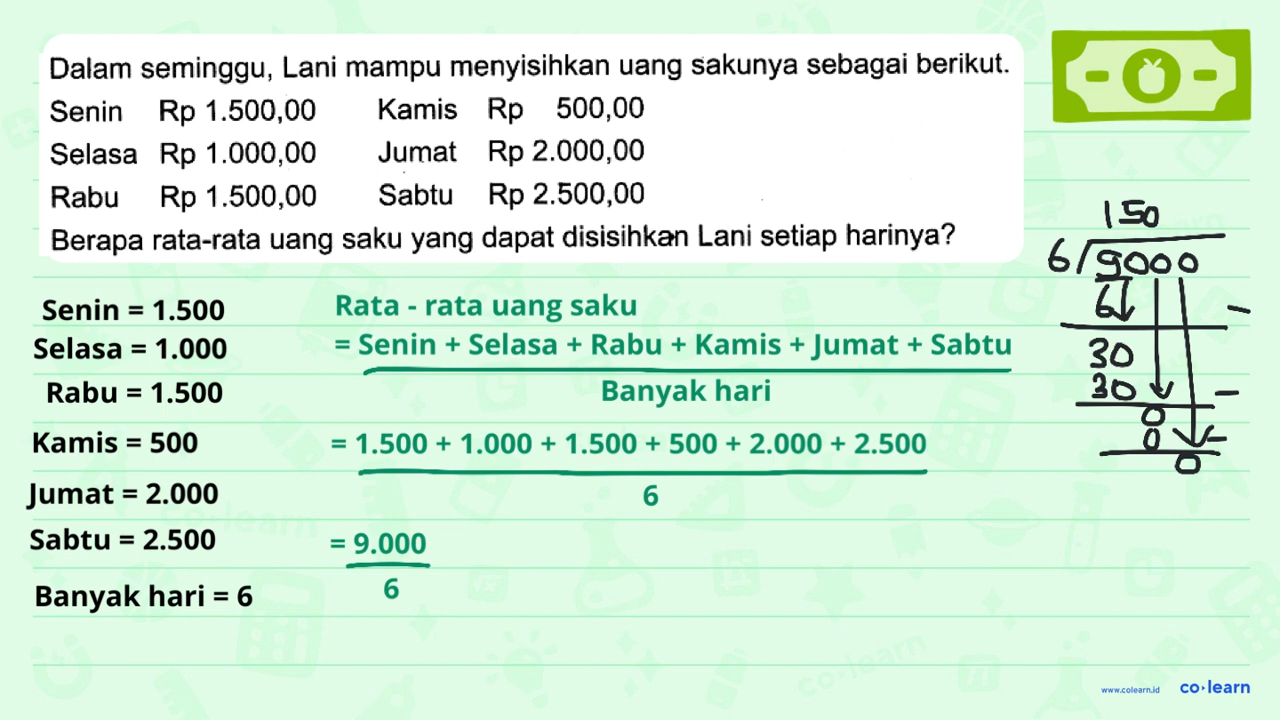 Dalam seminggu, Lani mampu menyisihkan uang sakunya sebagai berikut.
Senin Rp 1.500,00 Kamis Rp 500,00
Selasa Rp 1.000,00 Jumat Rp 2.000,00
Rabu Rp 1.500,00 Sabtu Rp 2.500,00
Berapa rata-rata uang saku yang dapat disisihkan Lani setiap harinya?
Senin = 1.500
Selasa = 1.000
Rabu = 1.500
Kamis = 500
Jumat = 2.000
Sabtu = 2.500
Banyak hari = 6
Rata - rata uang saku
= Senin + Selasa + Rabu + Kamis + Jumat + Sabtu
Banyak hari
= 1.500 + 1.000 + 1.500 + 500 + 2.000 + 2.500
6
= 9.000
6
150
6 / 9000
6 -
30
30 -
0
0 -
0
www.colearn.id co·learn